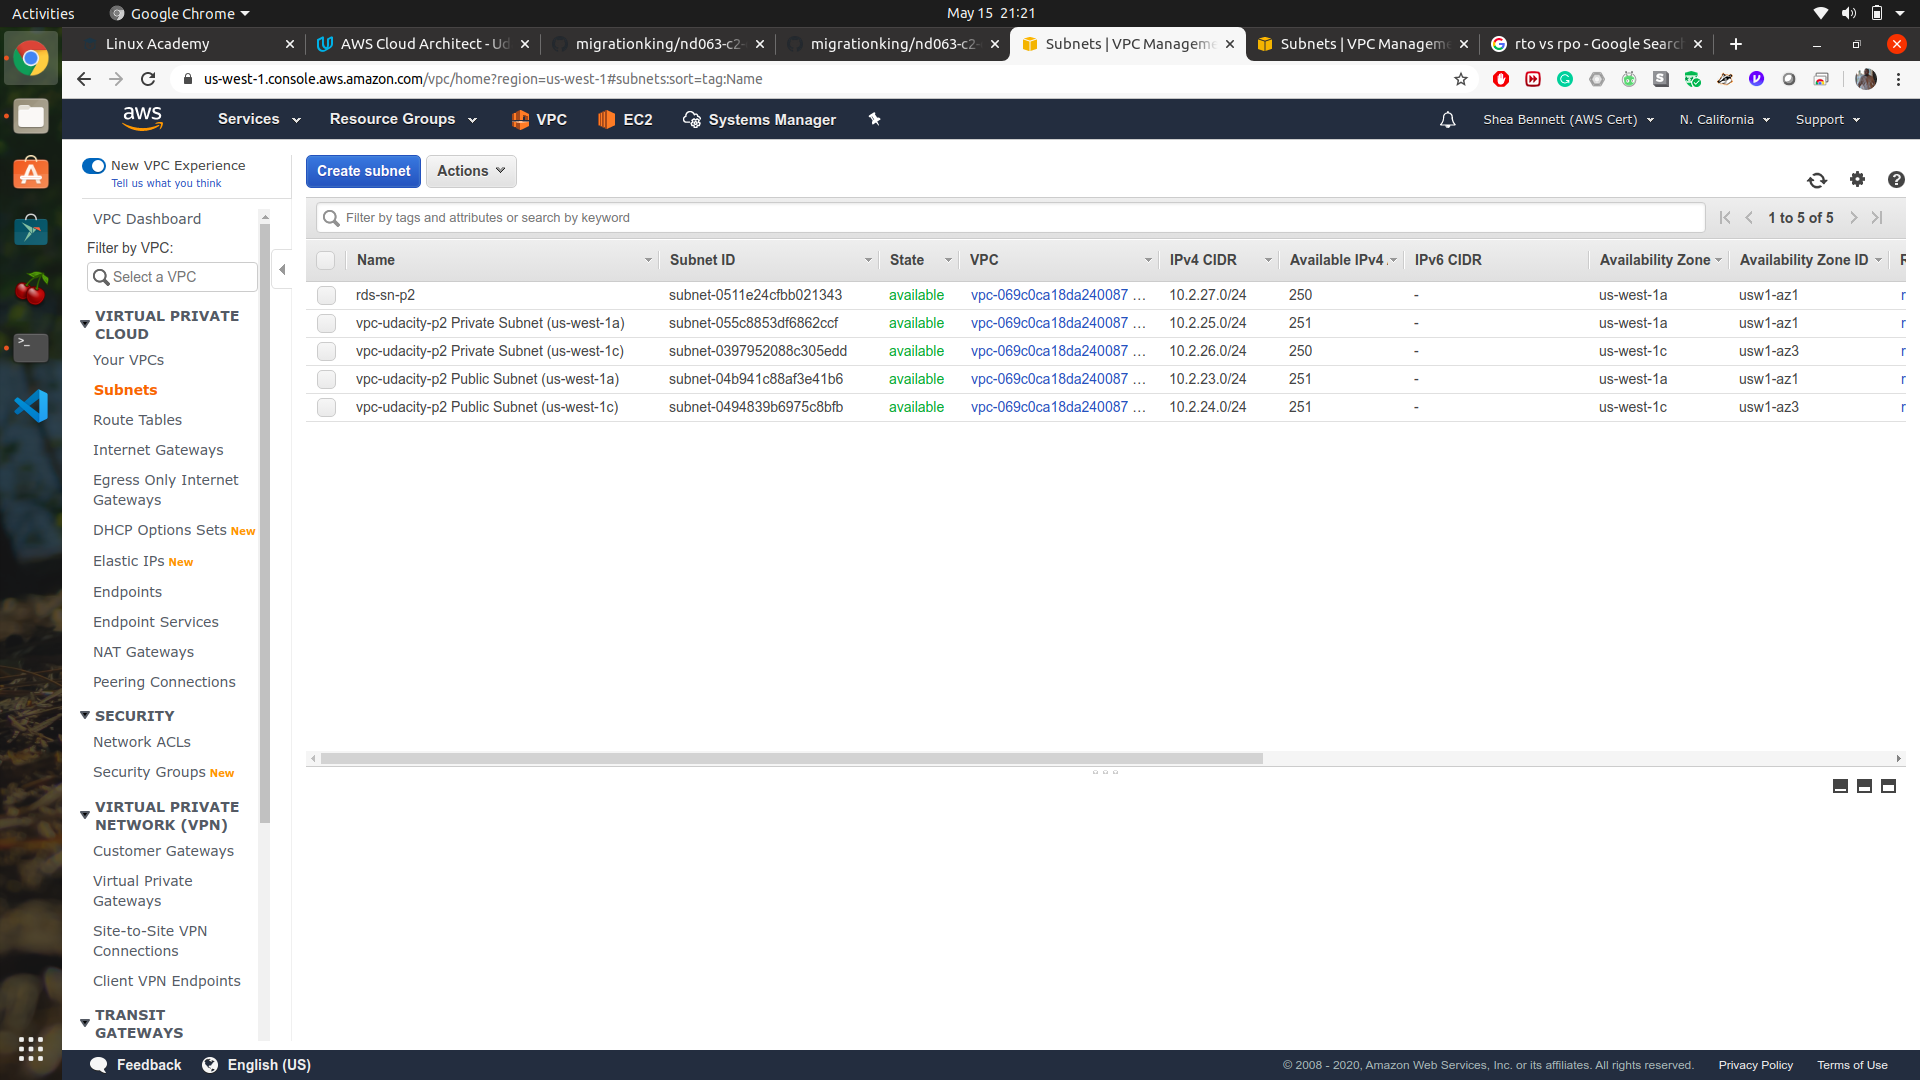 Activities
Google Chrome
May 15 21:21
Linux Academy
AWS Cloud Architect - Ud
migrationking/nd063-c2-
migrationking/nd063-c2-
Subnets | VPC Manageme
Subnets | VPC Manageme
rto vs rpo - Google Search
us-west-1.console.aws.amazon.com/vpc/home?region=us-west-1#subnets:sort=tag:Name
aws
Services
Resource Groups
VPC
EC2
Systems Manager
Shea Bennett (AWS Cert)
N. California
Support
New VPC Experience
Tell us what you think
VPC Dashboard
Filter by VPC:
Select a VPC
VIRTUAL PRIVATE
CLOUD
Your VPCs
Subnets
Route Tables
Internet Gateways
Egress Only Internet
Gateways
DHCP Options Sets New
Elastic IPs New
Endpoints
Endpoint Services
NAT Gateways
Peering Connections
SECURITY
Network ACLs
Security Groups New
VIRTUAL PRIVATE
NETWORK (VPN)
Customer Gateways
Virtual Private
Gateways
Site-to-Site VPN
Connections
Client VPN Endpoints
TRANSIT
GATEWAYS
Create subnet
Actions
Filter by tags and attributes or search by keyword
1 to 5 of 5
Name Subnet ID State VPC IPv4 CIDR Available IPv4 IPv6 CIDR Availability Zone Availability Zone ID R
rds-sn-p2 subnet-0511e24cfbb021343 available vpc-069c0ca18da240087 ... 10.2.27.0/24 250 - us-west-1a usw1-az1 r
vpc-udacity-p2 Private Subnet (us-west-1a) subnet-055c8853df6862ccf available vpc-069c0ca18da240087 ... 10.2.25.0/24 251 - us-west-1a usw1-az1 r
vpc-udacity-p2 Private Subnet (us-west-1c) subnet-0397952088c305edd available vpc-069c0ca18da240087 ... 10.2.26.0/24 250 - us-west-1c usw1-az3 r
vpc-udacity-p2 Public Subnet (us-west-1a) subnet-04b941c88af3e41b6 available vpc-069c0ca18da240087 ... 10.2.23.0/24 251 - us-west-1a usw1-az1 r
vpc-udacity-p2 Public Subnet (us-west-1c) subnet-0494839b6975c8bfb available vpc-069c0ca18da240087 ... 10.2.24.0/24 251 - us-west-1c usw1-az3 r
Feedback
English (US)
© 2008 - 2020, Amazon Web Services, Inc. or its affiliates. All rights reserved.
Privacy Policy
Terms of Use